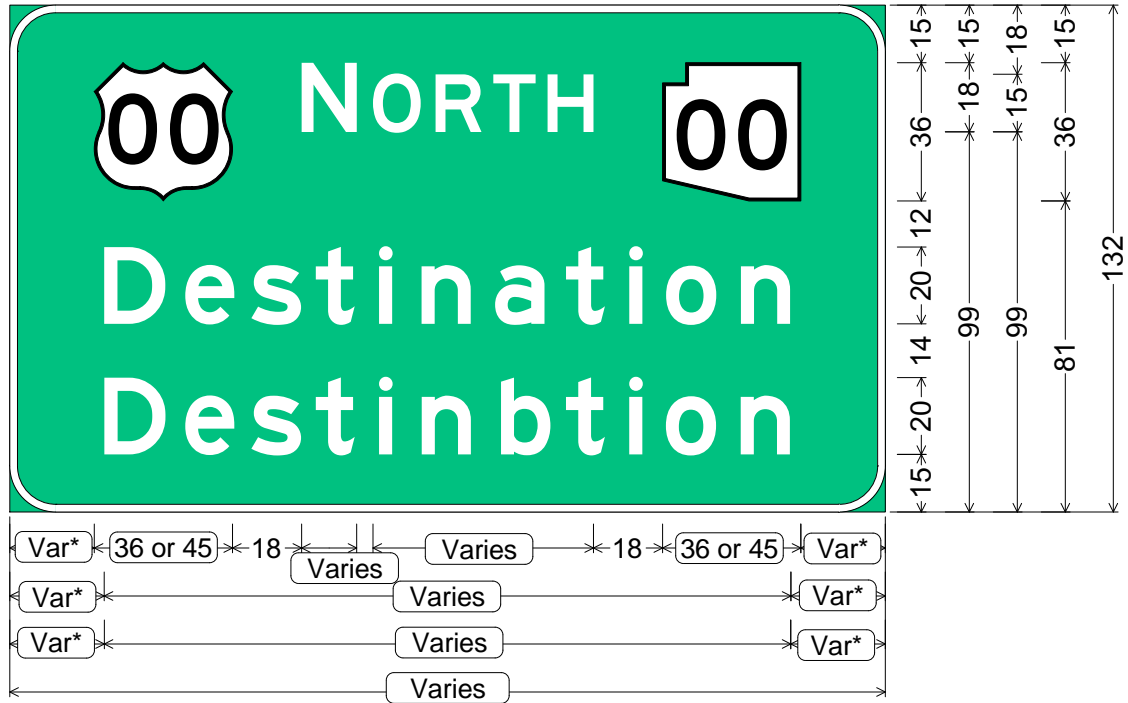 00 NORTH 00
Destination
Destinbtion
15 36 12 20 14 20 15
15 18 99
18 15 99
15 36 81
132
Var* 36 or 45 18 Varies Varies 18 36 or 45 Var*
Var* Varies Var*
Var* Varies Var*
Varies